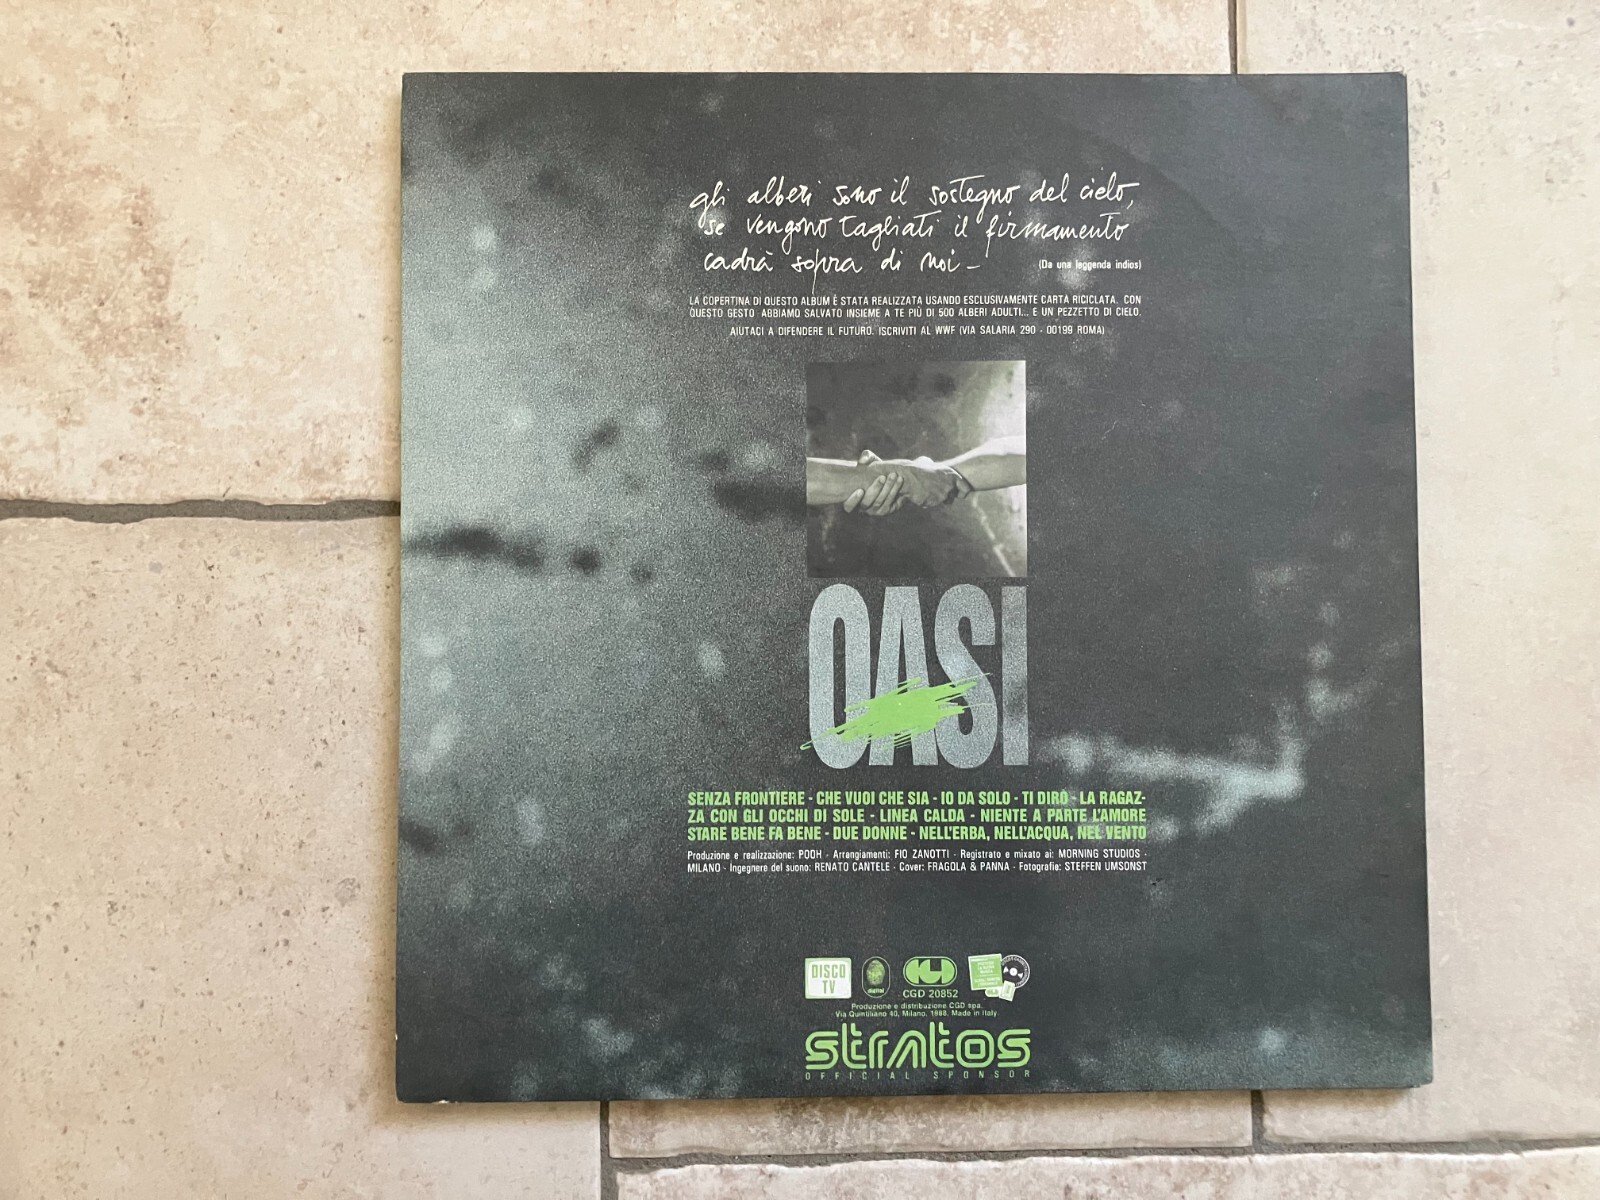 gli alberi sono il sostegno del cielo,
se vengono tagliati il firmamento
cadrà sopra di noi -
(Da una leggenda indios)
LA COPERTINA DI QUESTO ALBUM È STATA REALIZZATA USANDO ESCLUSIVAMENTE CARTA RICICLATA. CON
QUESTO GESTO ABBIAMO SALVATO INSIEME A TE PIÙ DI 500 ALBERI ADULTI... E UN PEZZETTO DI CIELO.
AIUTACI A DIFENDERE IL FUTURO. ISCRIVITI AL WWF (VIA SALARIA 290 - 00199 ROMA)
OASI
SENZA FRONTIERE - CHE VUOI CHE SIA - IO DA SOLO - TI DIRÒ - LA RAGAZ-
ZA CON GLI OCCHI DI SOLE - LINEA CALDA - NIENTE A PARTE L'AMORE
STARE BENE FA BENE - DUE DONNE - NELL'ERBA, NELL'ACQUA, NEL VENTO
Produzione e realizzazione: POOH - Arrangiamenti: FIO ZANOTTI - Registrato e mixato ai: MORNING STUDIOS -
MILANO - Ingegnere del suono: RENATO CANTELE - Cover: FRAGOLA & PANNA - Fotografie: STEFFEN UMSONST
DISCO
TV
digital
CGD 20852
Produzione e distribuzione CGD spa.
Via Quintiliano 40, Milano, 1988. Made in Italy
stratos
OFFICIAL SPONSOR